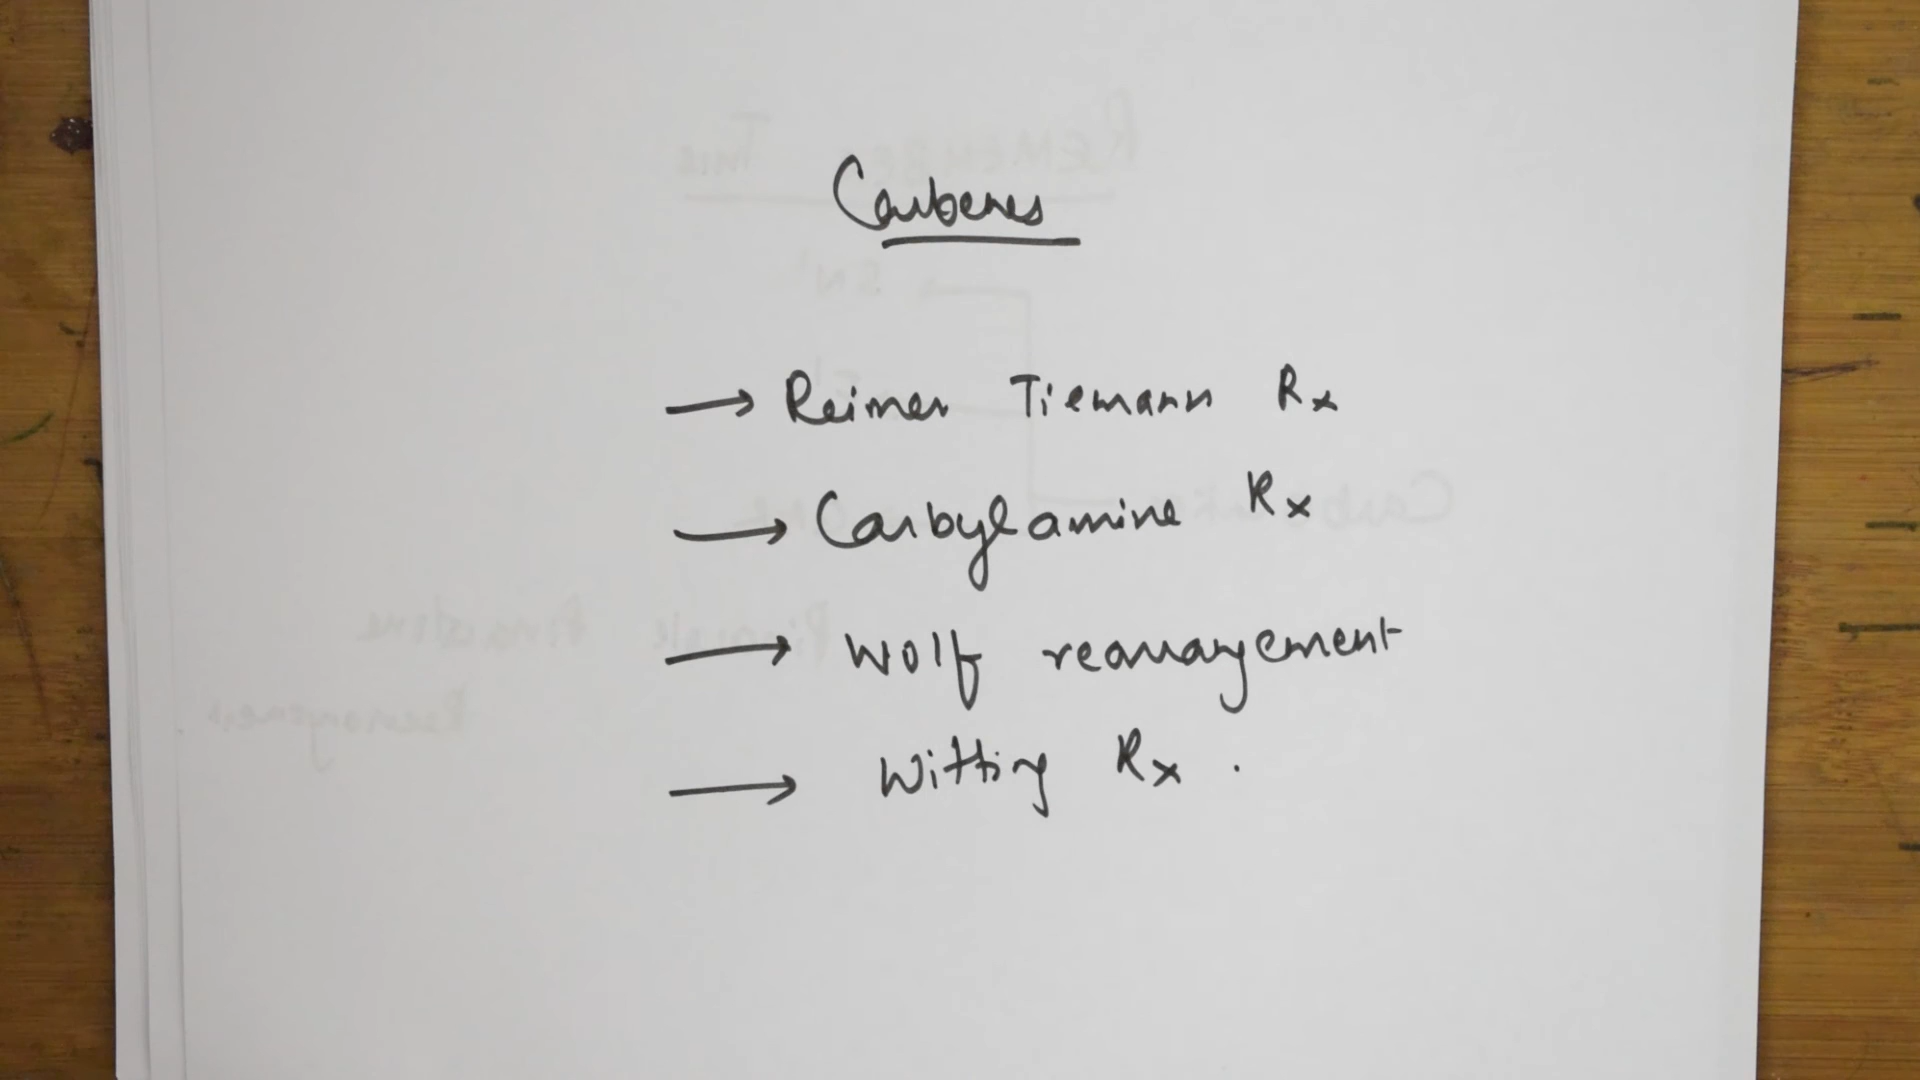 Carbenes
→ Reimer Tiemann Rx
→ Carbylamine Rx
→ Wolf rearrangement
→ Witting Rx .